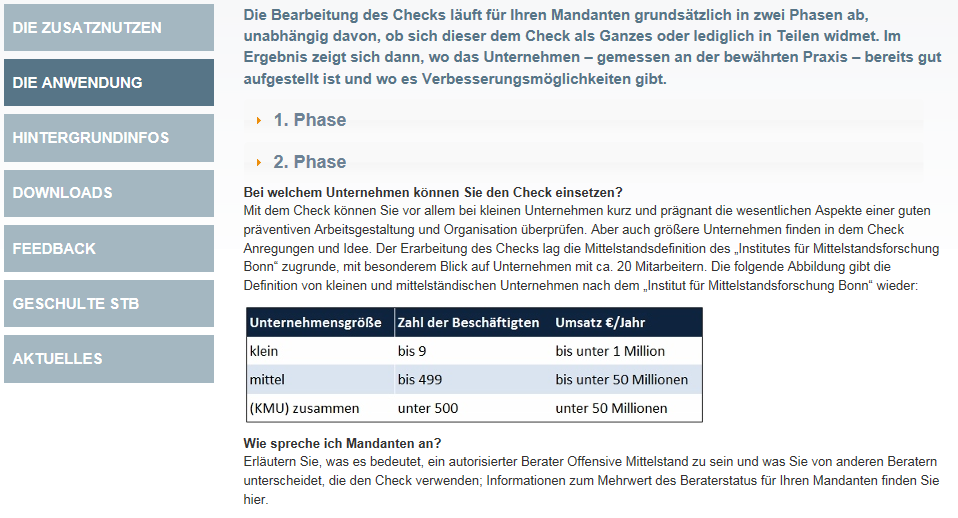 DIE ZUSATZNUTZEN
DIE ANWENDUNG
HINTERGRUNDINFOS
DOWNLOADS
FEEDBACK
GESCHULTE STB
AKTUELLES
Die Bearbeitung des Checks läuft für Ihren Mandanten grundsätzlich in zwei Phasen ab,
unabhängig davon, ob sich dieser dem Check als Ganzes oder lediglich in Teilen widmet. Im
Ergebnis zeigt sich dann, wo das Unternehmen – gemessen an der bewährten Praxis – bereits gut
aufgestellt ist und wo es Verbesserungsmöglichkeiten gibt.
1. Phase
2. Phase
Bei welchem Unternehmen können Sie den Check einsetzen?
Mit dem Check können Sie vor allem bei kleinen Unternehmen kurz und prägnant die wesentlichen Aspekte einer guten
präventiven Arbeitsgestaltung und Organisation überprüfen. Aber auch größere Unternehmen finden in dem Check
Anregungen und Idee. Der Erarbeitung des Checks lag die Mittelstandsdefinition des „Institutes für Mittelstandsforschung
Bonn“ zugrunde, mit besonderem Blick auf Unternehmen mit ca. 20 Mitarbeitern. Die folgende Abbildung gibt die
Definition von kleinen und mittelständischen Unternehmen nach dem „Institut für Mittelstandsforschung Bonn“ wieder:
Unternehmensgröße Zahl der Beschäftigten Umsatz €/Jahr
klein bis 9 bis unter 1 Million
mittel bis 499 bis unter 50 Millionen
(KMU) zusammen unter 500 unter 50 Millionen
Wie spreche ich Mandanten an?
Erläutern Sie, was es bedeutet, ein autorisierter Berater Offensive Mittelstand zu sein und was Sie von anderen Beratern
unterscheidet, die den Check verwenden; Informationen zum Mehrwert des Beraterstatus für Ihren Mandanten finden Sie
hier.